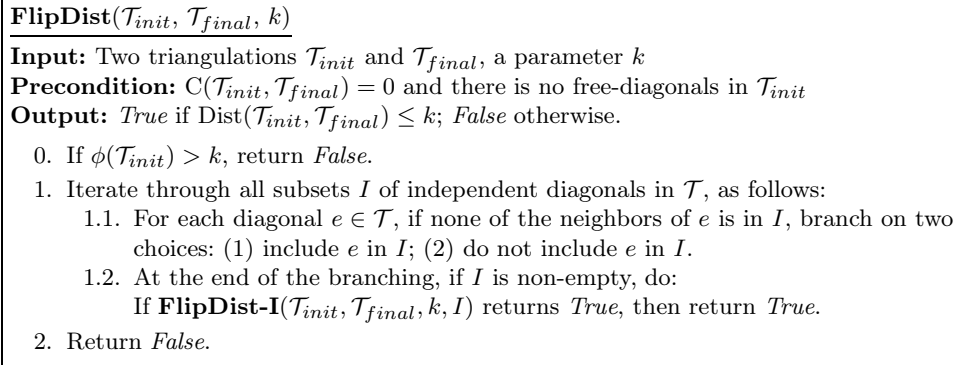 FlipDist(𝒯_init, 𝒯_final, k)
Input: Two triangulations 𝒯_init and 𝒯_final, a parameter k
Precondition: C(𝒯_init, 𝒯_final) = 0 and there is no free-diagonals in 𝒯_init
Output: True if Dist(𝒯_init, 𝒯_final) ≤ k; False otherwise.
0. If ϕ(𝒯_init) > k, return False.
1. Iterate through all subsets I of independent diagonals in 𝒯, as follows:
1.1. For each diagonal e ∈ 𝒯, if none of the neighbors of e is in I, branch on two
choices: (1) include e in I; (2) do not include e in I.
1.2. At the end of the branching, if I is non-empty, do:
If FlipDist-I(𝒯_init, 𝒯_final, k, I) returns True, then return True.
2. Return False.